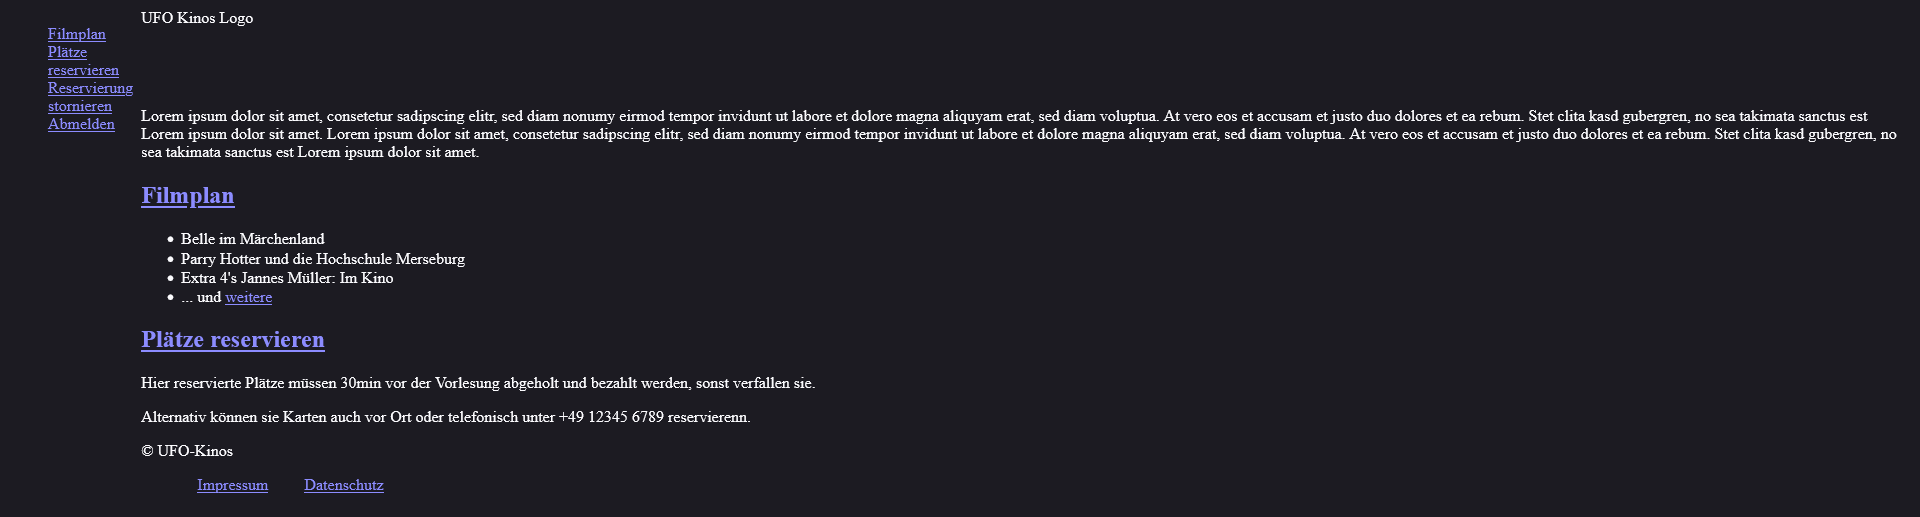 UFO Kinos Logo
Filmplan
Plätze
reservieren
Reservierung
stornieren
Abmelden
Lorem ipsum dolor sit amet, consetetur sadipscing elitr, sed diam nonumy eirmod tempor invidunt ut labore et dolore magna aliquyam erat, sed diam voluptua. At vero eos et accusam et justo duo dolores et ea rebum. Stet clita kasd gubergren, no sea takimata sanctus est
Lorem ipsum dolor sit amet. Lorem ipsum dolor sit amet, consetetur sadipscing elitr, sed diam nonumy eirmod tempor invidunt ut labore et dolore magna aliquyam erat, sed diam voluptua. At vero eos et accusam et justo duo dolores et ea rebum. Stet clita kasd gubergren, no
sea takimata sanctus est Lorem ipsum dolor sit amet.
Filmplan
• Belle im Märchenland
• Parry Hotter und die Hochschule Merseburg
• Extra 4's Jannes Müller: Im Kino
• ... und weitere
Plätze reservieren
Hier reservierte Plätze müssen 30min vor der Vorlesung abgeholt und bezahlt werden, sonst verfallen sie.
Alternativ können sie Karten auch vor Ort oder telefonisch unter +49 12345 6789 reservierenn.
© UFO-Kinos
Impressum Datenschutz